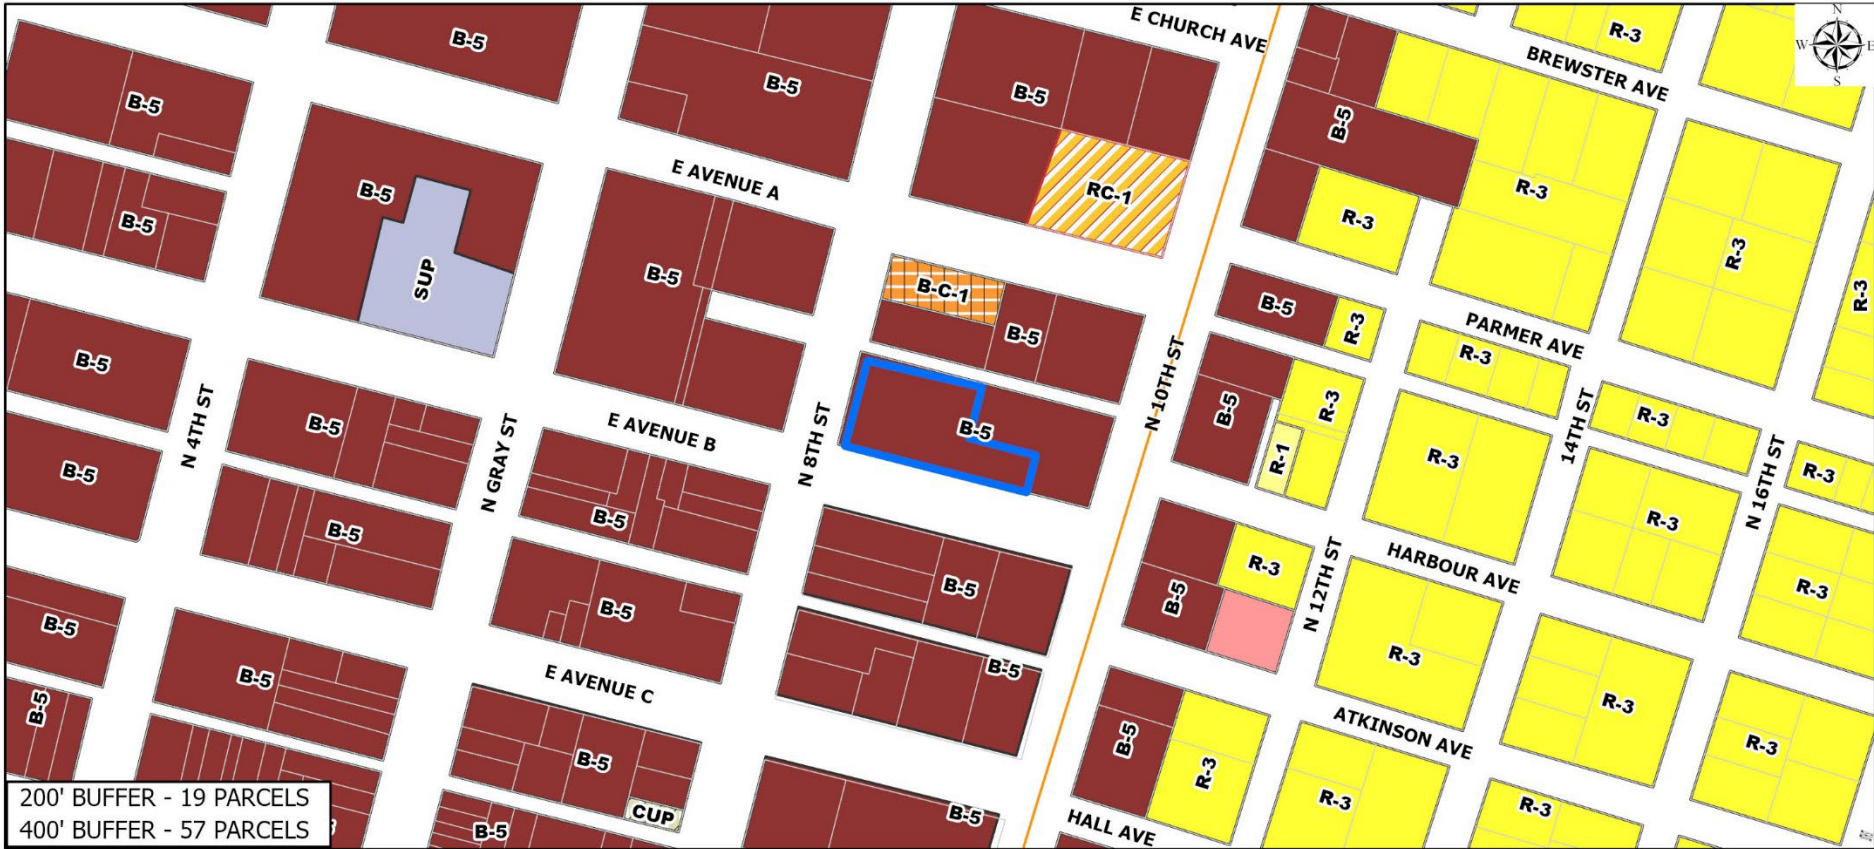 E CHURCH AVE
N
W E
S
B-5
B-5
R-3
BREWSTER AVE
B-5
B-5
B-5
B-5
E AVENUE A
B-5
RC-1
R-3
R-3
B-5
R-3
B-5
SUP
B-5
B-C-1
B-5
B-5
R-3
R-3
PARMER AVE
R-3
B-5
N 4TH ST
B-5
N GRAY ST
E AVENUE B
N 8TH ST
B-5
N 10TH ST
B-5
R-3
R-1
R-3
14TH ST
R-3
N 16TH ST
R-3
B-5
B-5
B-5
R-3
B-5
B-5
B-5
R-3
N 12TH ST
HARBOUR AVE
R-3
B-5
B-5
E AVENUE C
B-5
R-3
R-3
B-5
B-5
B-5
R-3
ATKINSON AVE
R-3
200' BUFFER - 19 PARCELS
400' BUFFER - 57 PARCELS
B-5
CUP
B-5
HALL AVE
R-3
R-3